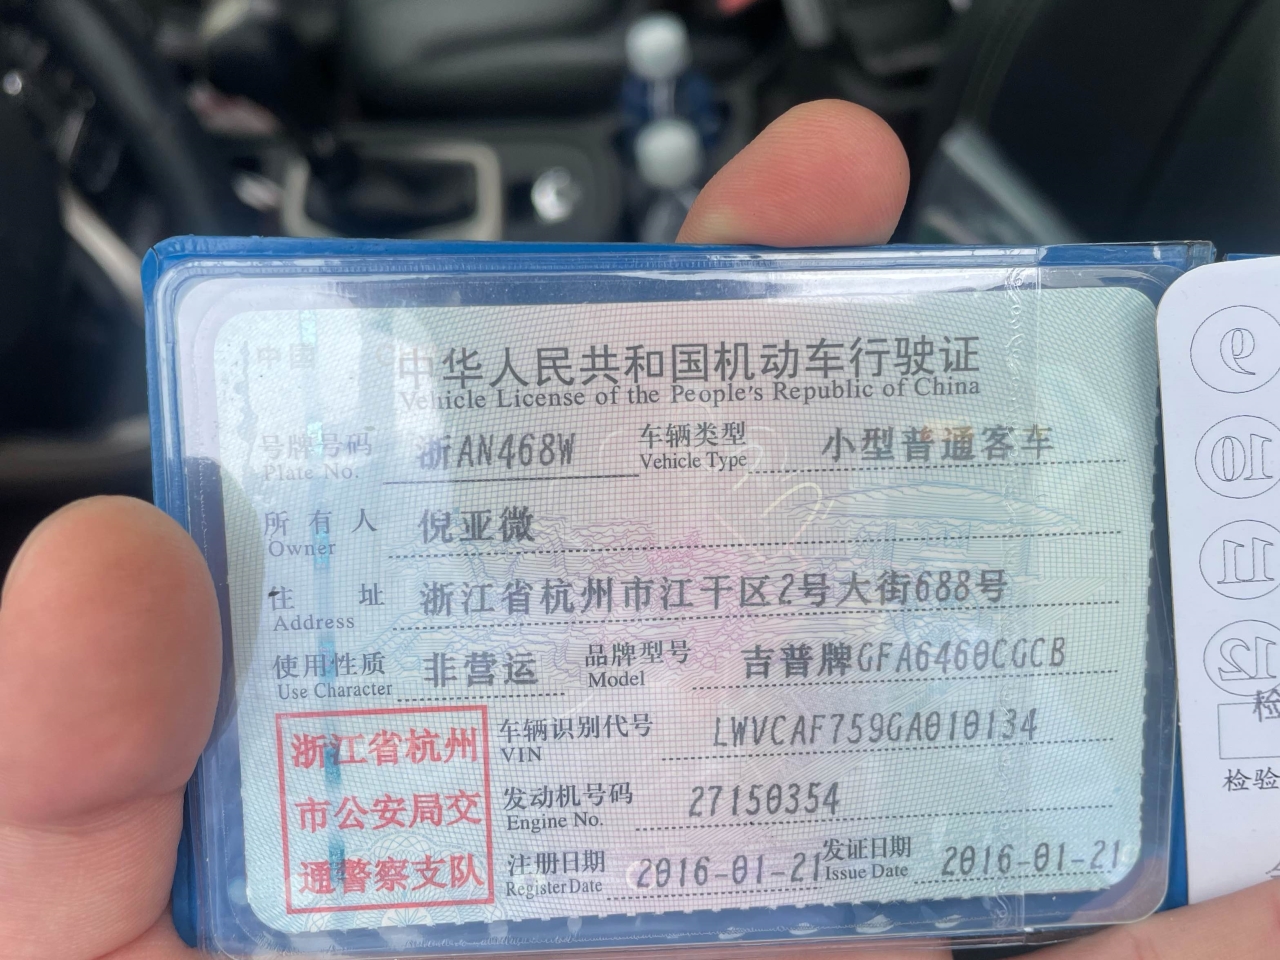 中华人民共和国机动车行驶证
Vehicle License of the People's Republic of China
号牌号码 浙AN468W 车辆类型 小型普通客车
Plate No. Vehicle Type
所有人 倪亚微
Owner
住址 浙江省杭州市江干区2号大街688号
Address
使用性质 非营运 品牌型号 吉普牌GFA6460CGCB
Use Character Model
浙江省杭州
市公安局交
通警察支队
车辆识别代号 LWVCAF759GA010134
VIN
发动机号码 27150354
Engine No.
注册日期 2016-01-21 发证日期 2016-01-21
Register Date Issue Date
9
10
11
12
检
检验